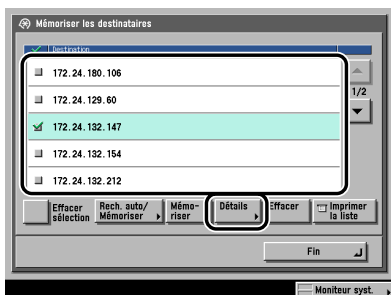 Mémoriser les destinataires
Destination
172.24.180.106
172.24.129.60
172.24.132.147
172.24.132.154
172.24.132.212
1/2
Effacer sélection
Rech. auto/ Mémoriser
Mémo- riser
Détails
Effacer
Imprimer la liste
Fin
Moniteur syst.